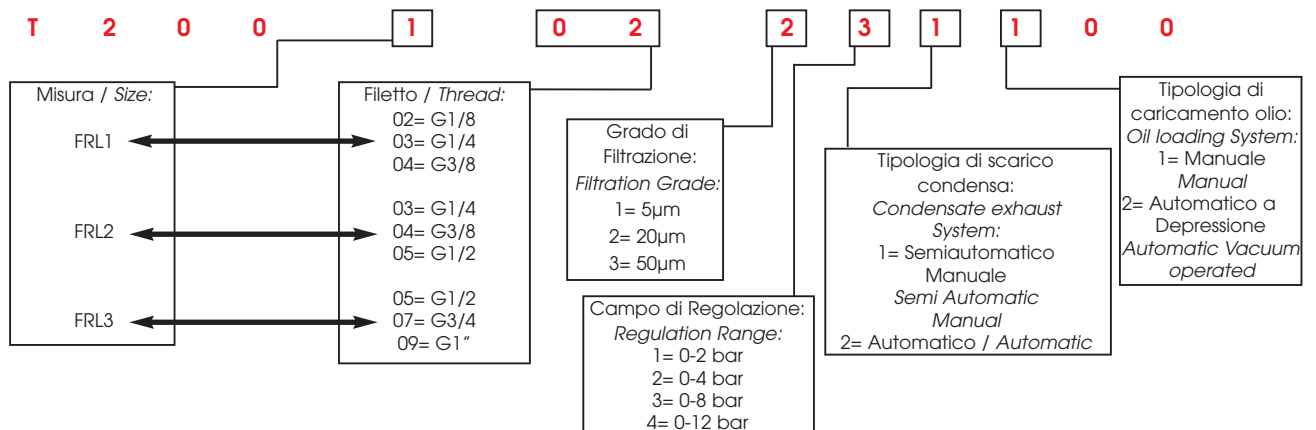 T 2 0 0 1 0 2 2 3 1 1 0 0
Misura / Size:
FRL1
FRL2
FRL3
Filetto / Thread:
02= G1/8
03= G1/4
04= G3/8
03= G1/4
04= G3/8
05= G1/2
05= G1/2
07= G3/4
09= G1”
Grado di
Filtrazione:
Filtration Grade:
1= 5µm
2= 20µm
3= 50µm
Campo di Regolazione:
Regulation Range:
1= 0-2 bar
2= 0-4 bar
3= 0-8 bar
4= 0-12 bar
Tipologia di scarico
condensa:
Condensate exhaust
System:
1= Semiautomatico
Manuale
Semi Automatic
Manual
2= Automatico / Automatic
Tipologia di
caricamento olio:
Oil loading System:
1= Manuale
Manual
2= Automatico a
Depressione
Automatic Vacuum
operated